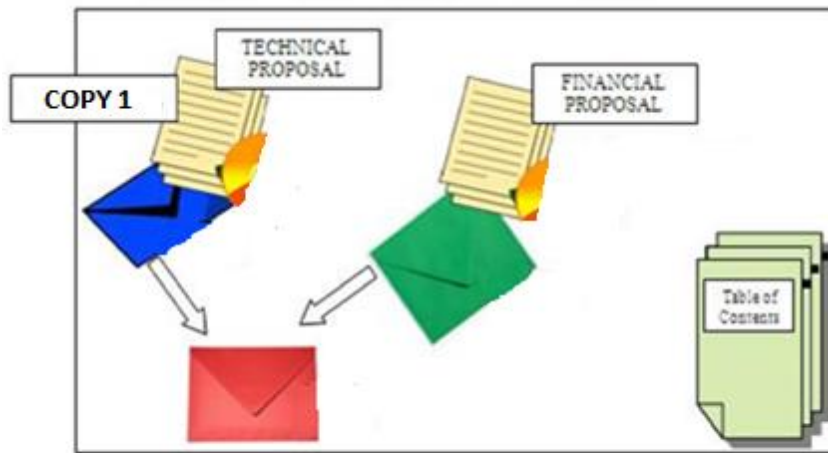 TECHNICAL
PROPOSAL
COPY 1
FINANCIAL
PROPOSAL
Table of
Contents